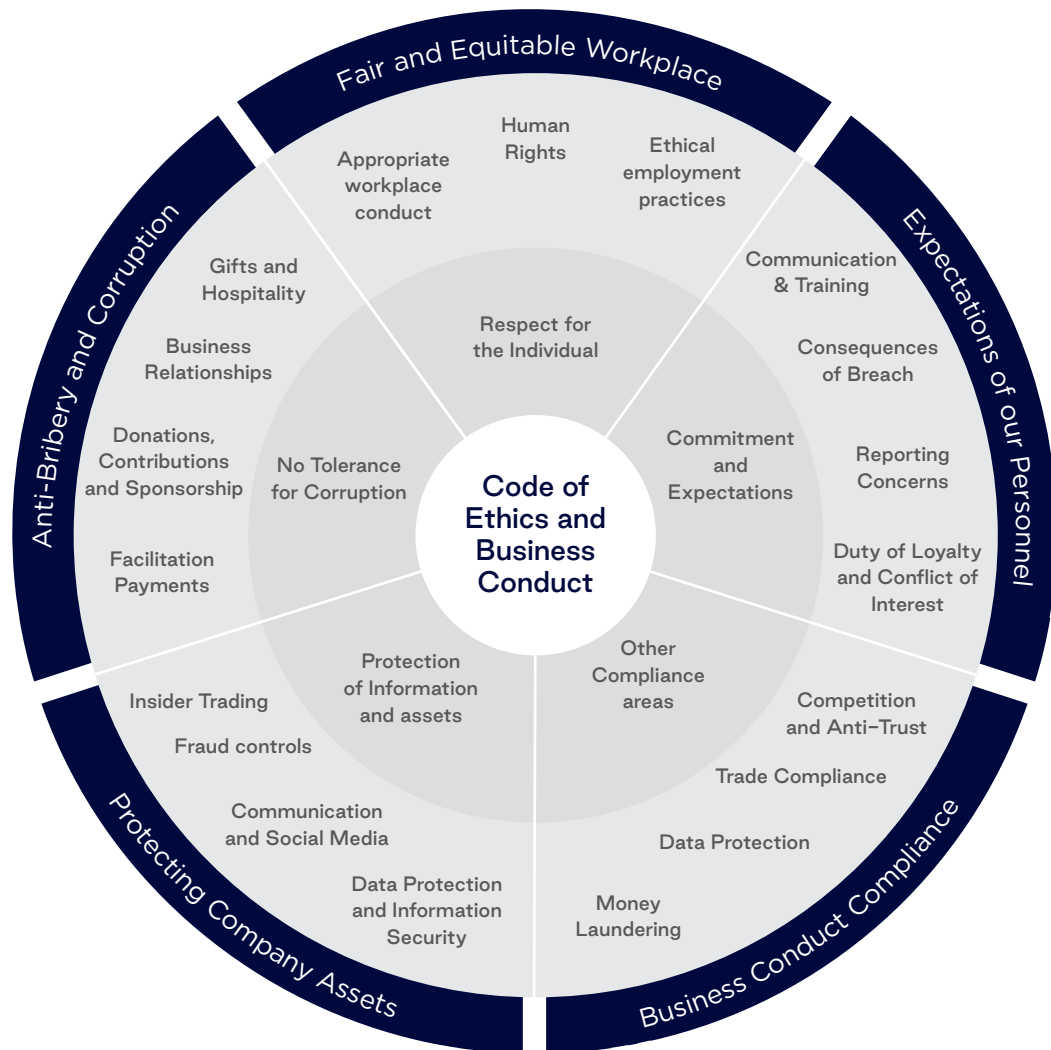 Fair and Equitable Workplace
Human
Rights
Appropriate
workplace
conduct
Ethical
employment
practices
Respect for
the Individual
Expectations of our Personnel
Communication
& Training
Consequences
of Breach
Reporting
Concerns
Duty of Loyalty
and Conflict of
Interest
Commitment
and
Expectations
Business Conduct Compliance
Competition
and Anti-Trust
Trade Compliance
Data Protection
Money
Laundering
Other
Compliance
areas
Protecting Company Assets
Insider Trading
Fraud controls
Communication
and Social Media
Data Protection
and Information
Security
Protection
of Information
and assets
Anti-Bribery and Corruption
Gifts and
Hospitality
Business
Relationships
Donations,
Contributions
and Sponsorship
Facilitation
Payments
No Tolerance
for Corruption
Code of
Ethics and
Business
Conduct